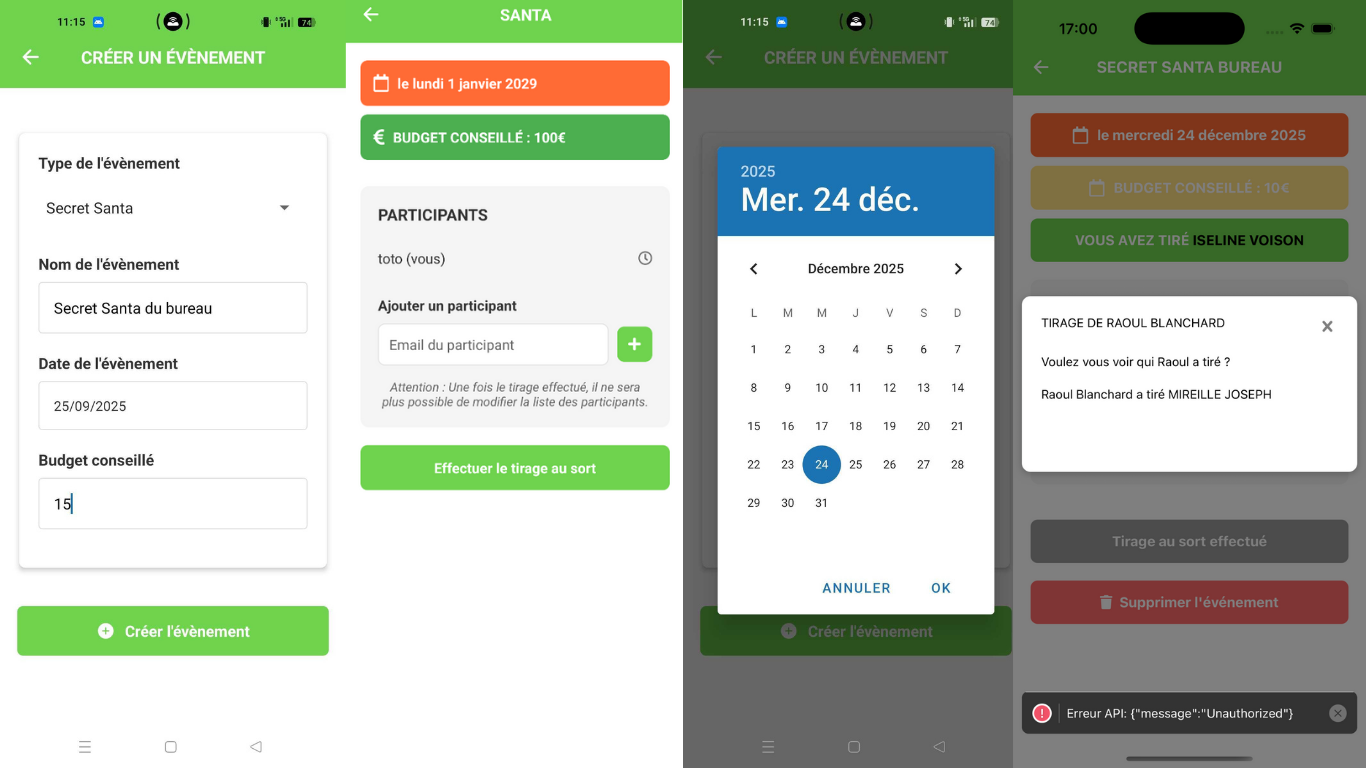 11:15
74
CRÉER UN ÉVÈNEMENT
Type de l'évènement
Secret Santa
Nom de l'évènement
Secret Santa du bureau
Date de l'évènement
25/09/2025
Budget conseillé
15
Créer l'évènement
SANTA
le lundi 1 janvier 2029
€ BUDGET CONSEILLÉ : 100€
PARTICIPANTS
toto (vous)
Ajouter un participant
Email du participant
+
Attention : Une fois le tirage effectué, il ne sera
plus possible de modifier la liste des participants.
Effectuer le tirage au sort
11:15
74
CRÉER UN ÉVÈNEMENT
2025
Mer. 24 déc.
Décembre 2025
L M M J V S D
1 2 3 4 5 6 7
8 9 10 11 12 13 14
15 16 17 18 19 20 21
22 23 24 25 26 27 28
29 30 31
ANNULER OK
Créer l'évènement
17:00
SECRET SANTA BUREAU
le mercredi 24 décembre 2025
BUDGET CONSEILLÉ : 10€
VOUS AVEZ TIRÉ ISELINE VOISON
TIRAGE DE RAOUL BLANCHARD
Voulez vous voir qui Raoul a tiré ?
Raoul Blanchard a tiré MIREILLE JOSEPH
Tirage au sort effectué
Supprimer l'événement
Erreur API: {"message":"Unauthorized"}